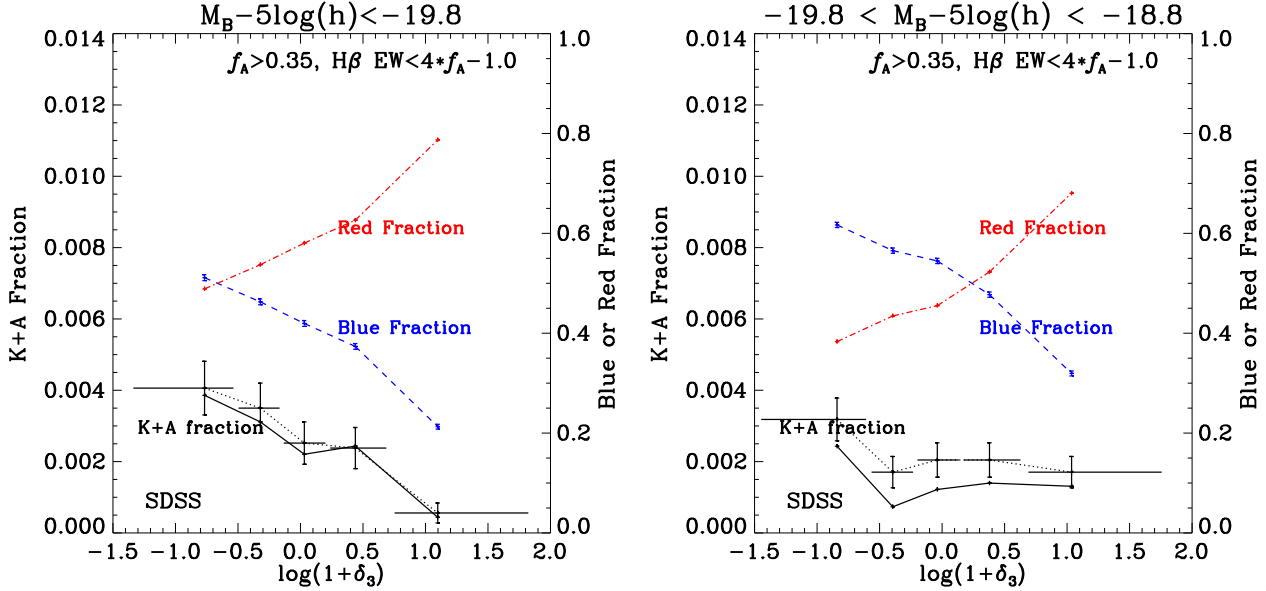 M_B−5log(h)<−19.8
f_A>0.35, Hβ EW<4*f_A−1.0
0.014
0.012
0.010
0.008
0.006
0.004
0.002
0.000
K+A Fraction
1.0
0.8
0.6
0.4
0.2
0.0
Blue or Red Fraction
Red Fraction
Blue Fraction
K+A fraction
SDSS
−1.5 −1.0 −0.5 0.0 0.5 1.0 1.5 2.0
log(1+δ_3)
−19.8 < M_B−5log(h) < −18.8
f_A>0.35, Hβ EW<4*f_A−1.0
0.014
0.012
0.010
0.008
0.006
0.004
0.002
0.000
K+A Fraction
1.0
0.8
0.6
0.4
0.2
0.0
Blue or Red Fraction
Red Fraction
Blue Fraction
K+A fraction
SDSS
−1.5 −1.0 −0.5 0.0 0.5 1.0 1.5 2.0
log(1+δ_3)